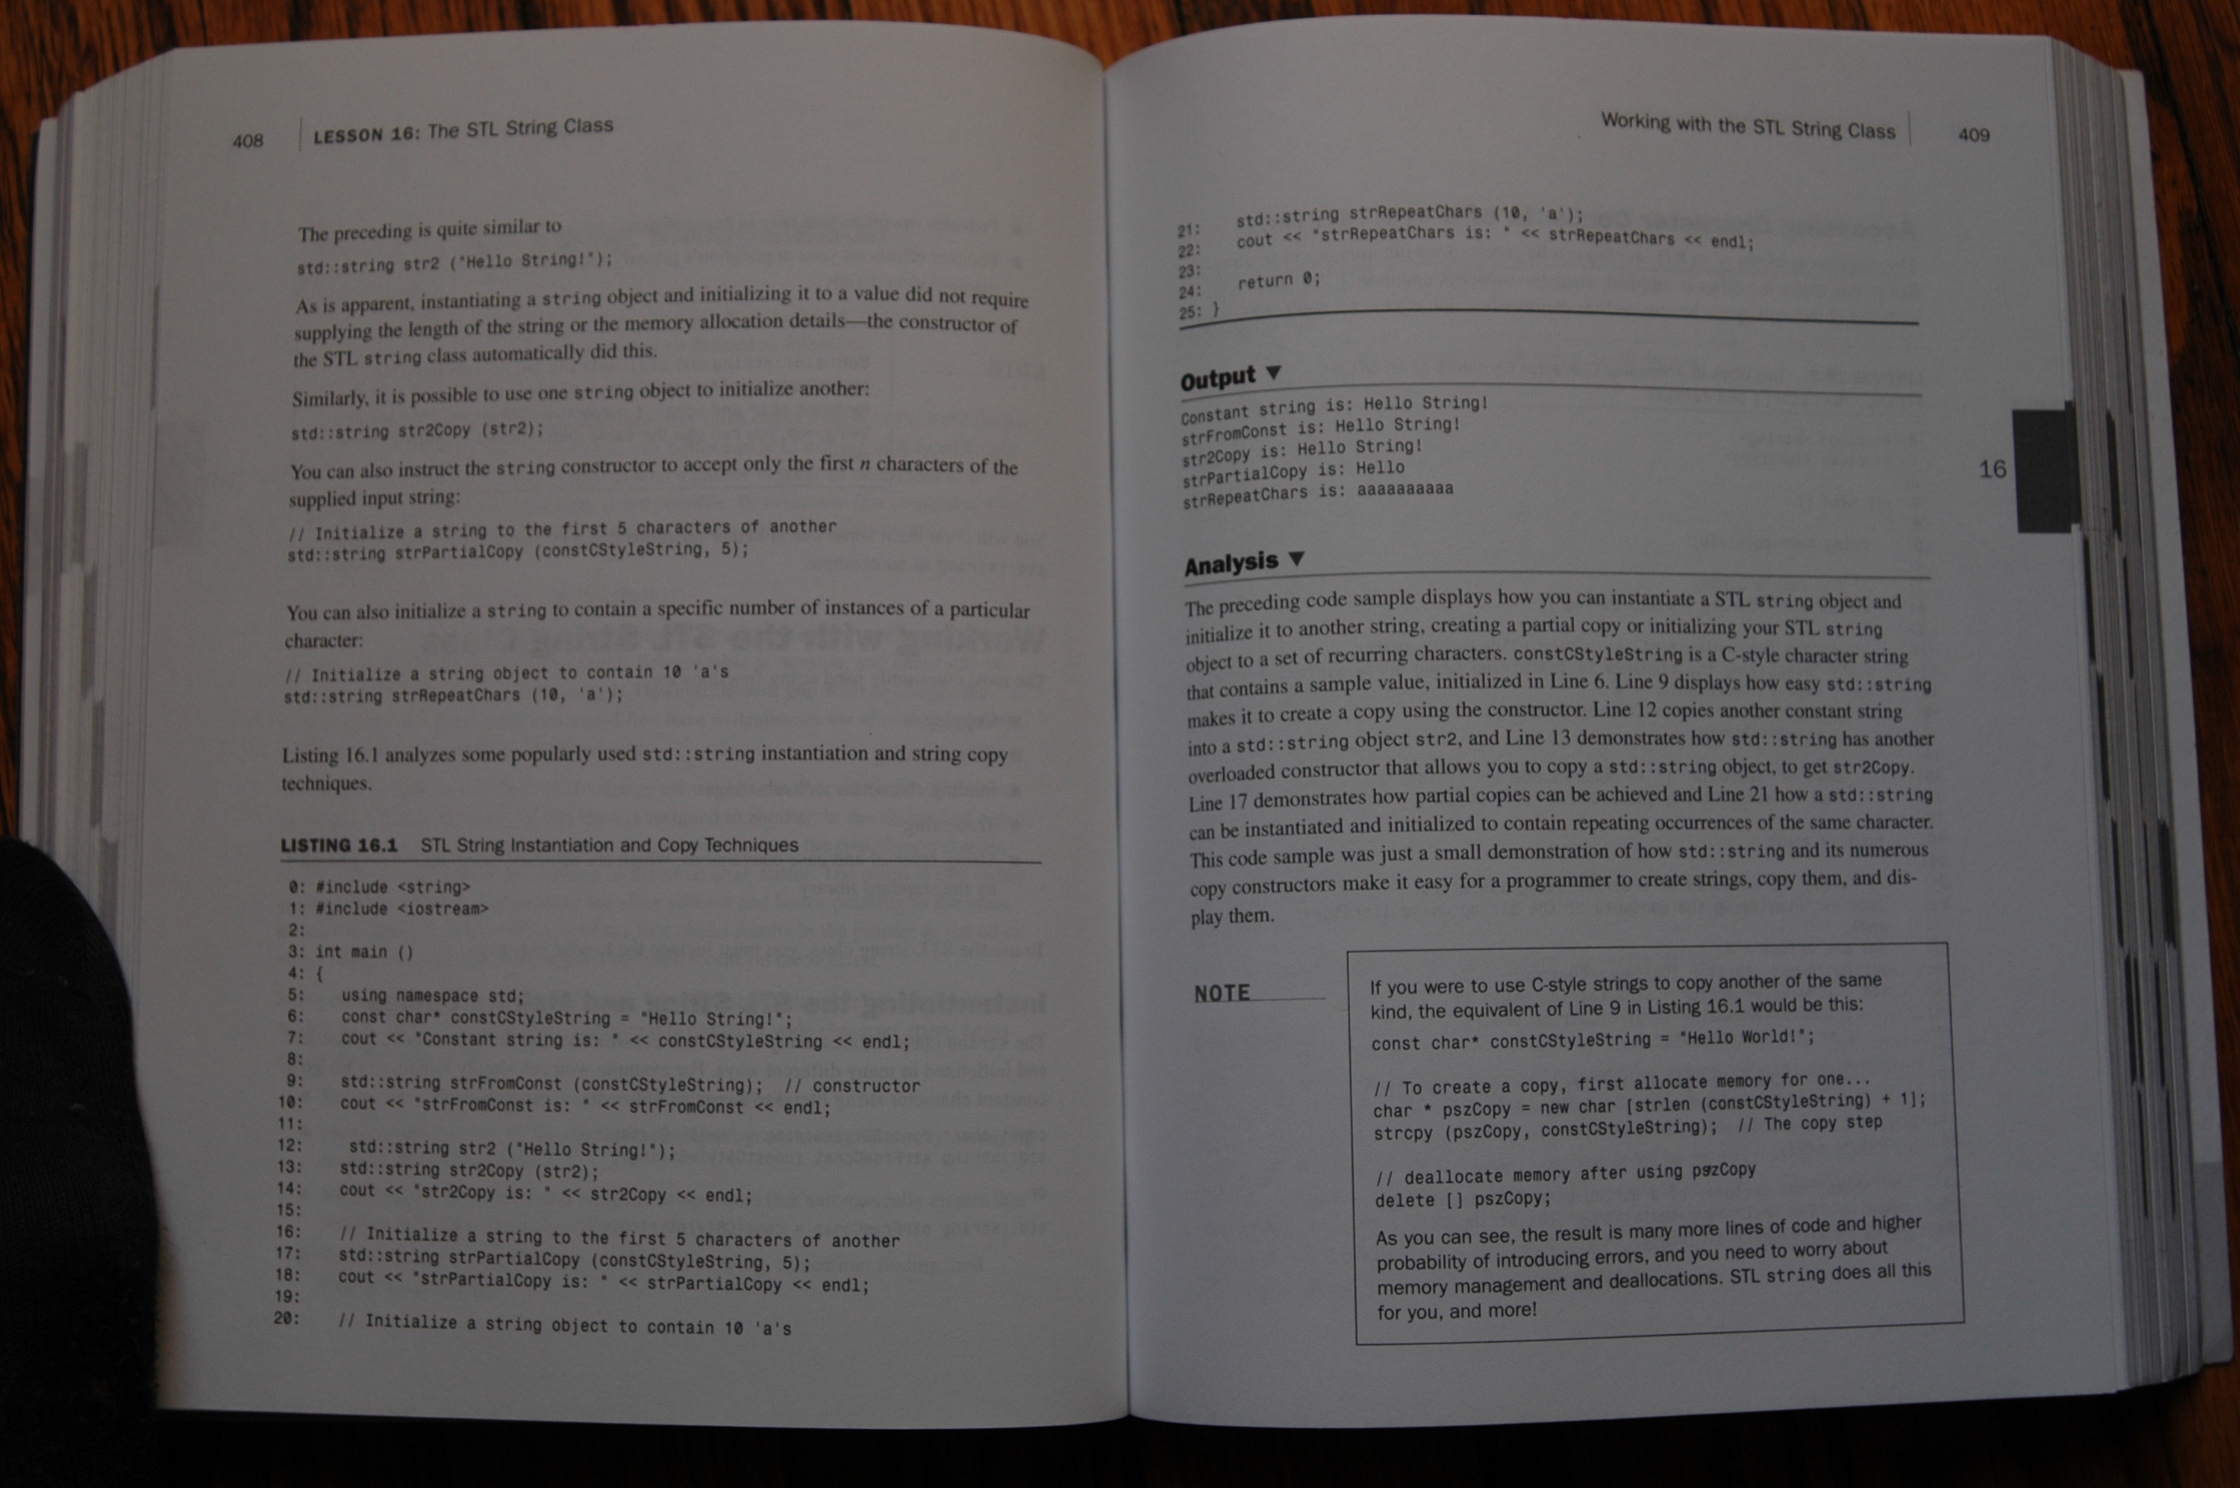 408 | LESSON 16: The STL String Class
The preceding is quite similar to
std::string str2 ("Hello String!");
As is apparent, instantiating a string object and initializing it to a value did not require
supplying the length of the string or the memory allocation details—the constructor of
the STL string class automatically did this.
Similarly, it is possible to use one string object to initialize another:
std::string str2Copy (str2);
You can also instruct the string constructor to accept only the first n characters of the
supplied input string:
// Initialize a string to the first 5 characters of another
std::string strPartialCopy (constCStyleString, 5);
You can also initialize a string to contain a specific number of instances of a particular
character:
// Initialize a string object to contain 10 'a's
std::string strRepeatChars (10, 'a');
Listing 16.1 analyzes some popularly used std::string instantiation and string copy
techniques.
LISTING 16.1 STL String Instantiation and Copy Techniques
0: #include <string>
1: #include <iostream>
2:
3: int main ()
4: {
5: using namespace std;
6: const char* constCStyleString = "Hello String!";
7: cout << "Constant string is: " << constCStyleString << endl;
8:
9: std::string strFromConst (constCStyleString); // constructor
10: cout << "strFromConst is: " << strFromConst << endl;
11:
12: std::string str2 ("Hello String!");
13: std::string str2Copy (str2);
14: cout << "str2Copy is: " << str2Copy << endl;
15:
16: // Initialize a string to the first 5 characters of another
17: std::string strPartialCopy (constCStyleString, 5);
18: cout << "strPartialCopy is: " << strPartialCopy << endl;
19:
20: // Initialize a string object to contain 10 'a's
Working with the STL String Class | 409
21: std::string strRepeatChars (10, 'a');
22: cout << "strRepeatChars is: " << strRepeatChars << endl;
23:
24: return 0;
25: }
Output ▼
Constant string is: Hello String!
strFromConst is: Hello String!
str2Copy is: Hello String!
strPartialCopy is: Hello
strRepeatChars is: aaaaaaaaaa
16
Analysis ▼
The preceding code sample displays how you can instantiate a STL string object and
initialize it to another string, creating a partial copy or initializing your STL string
object to a set of recurring characters. constCStyleString is a C-style character string
that contains a sample value, initialized in Line 6. Line 9 displays how easy std::string
makes it to create a copy using the constructor. Line 12 copies another constant string
into a std::string object str2, and Line 13 demonstrates how std::string has another
overloaded constructor that allows you to copy a std::string object, to get str2Copy.
Line 17 demonstrates how partial copies can be achieved and Line 21 how a std::string
can be instantiated and initialized to contain repeating occurrences of the same character.
This code sample was just a small demonstration of how std::string and its numerous
copy constructors make it easy for a programmer to create strings, copy them, and dis-
play them.
NOTE
If you were to use C-style strings to copy another of the same
kind, the equivalent of Line 9 in Listing 16.1 would be this:
const char* constCStyleString = "Hello World!";
// To create a copy, first allocate memory for one...
char * pszCopy = new char [strlen (constCStyleString) + 1];
strcpy (pszCopy, constCStyleString); // The copy step
// deallocate memory after using pszCopy
delete [] pszCopy;
As you can see, the result is many more lines of code and higher
probability of introducing errors, and you need to worry about
memory management and deallocations. STL string does all this
for you, and more!